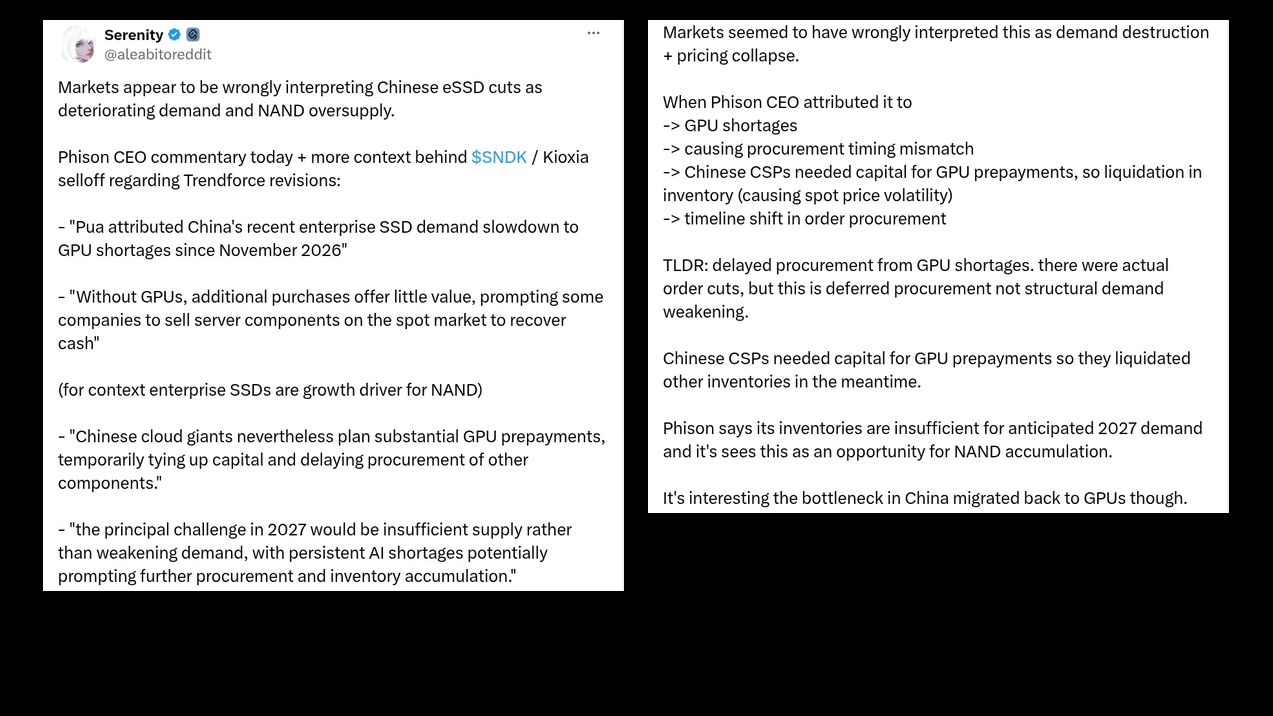 Serenity
@aleabitoreddit
Markets appear to be wrongly interpreting Chinese eSSD cuts as
deteriorating demand and NAND oversupply.
Phison CEO commentary today + more context behind $SNDK / Kioxia
selloff regarding Trendforce revisions:
- "Pua attributed China's recent enterprise SSD demand slowdown to
GPU shortages since November 2026"
- "Without GPUs, additional purchases offer little value, prompting some
companies to sell server components on the spot market to recover
cash"
(for context enterprise SSDs are growth driver for NAND)
- "Chinese cloud giants nevertheless plan substantial GPU prepayments,
temporarily tying up capital and delaying procurement of other
components."
- "the principal challenge in 2027 would be insufficient supply rather
than weakening demand, with persistent AI shortages potentially
prompting further procurement and inventory accumulation."
Markets seemed to have wrongly interpreted this as demand destruction
+ pricing collapse.
When Phison CEO attributed it to
-> GPU shortages
-> causing procurement timing mismatch
-> Chinese CSPs needed capital for GPU prepayments, so liquidation in
inventory (causing spot price volatility)
-> timeline shift in order procurement
TLDR: delayed procurement from GPU shortages. there were actual
order cuts, but this is deferred procurement not structural demand
weakening.
Chinese CSPs needed capital for GPU prepayments so they liquidated
other inventories in the meantime.
Phison says its inventories are insufficient for anticipated 2027 demand
and it's sees this as an opportunity for NAND accumulation.
It's interesting the bottleneck in China migrated back to GPUs though.